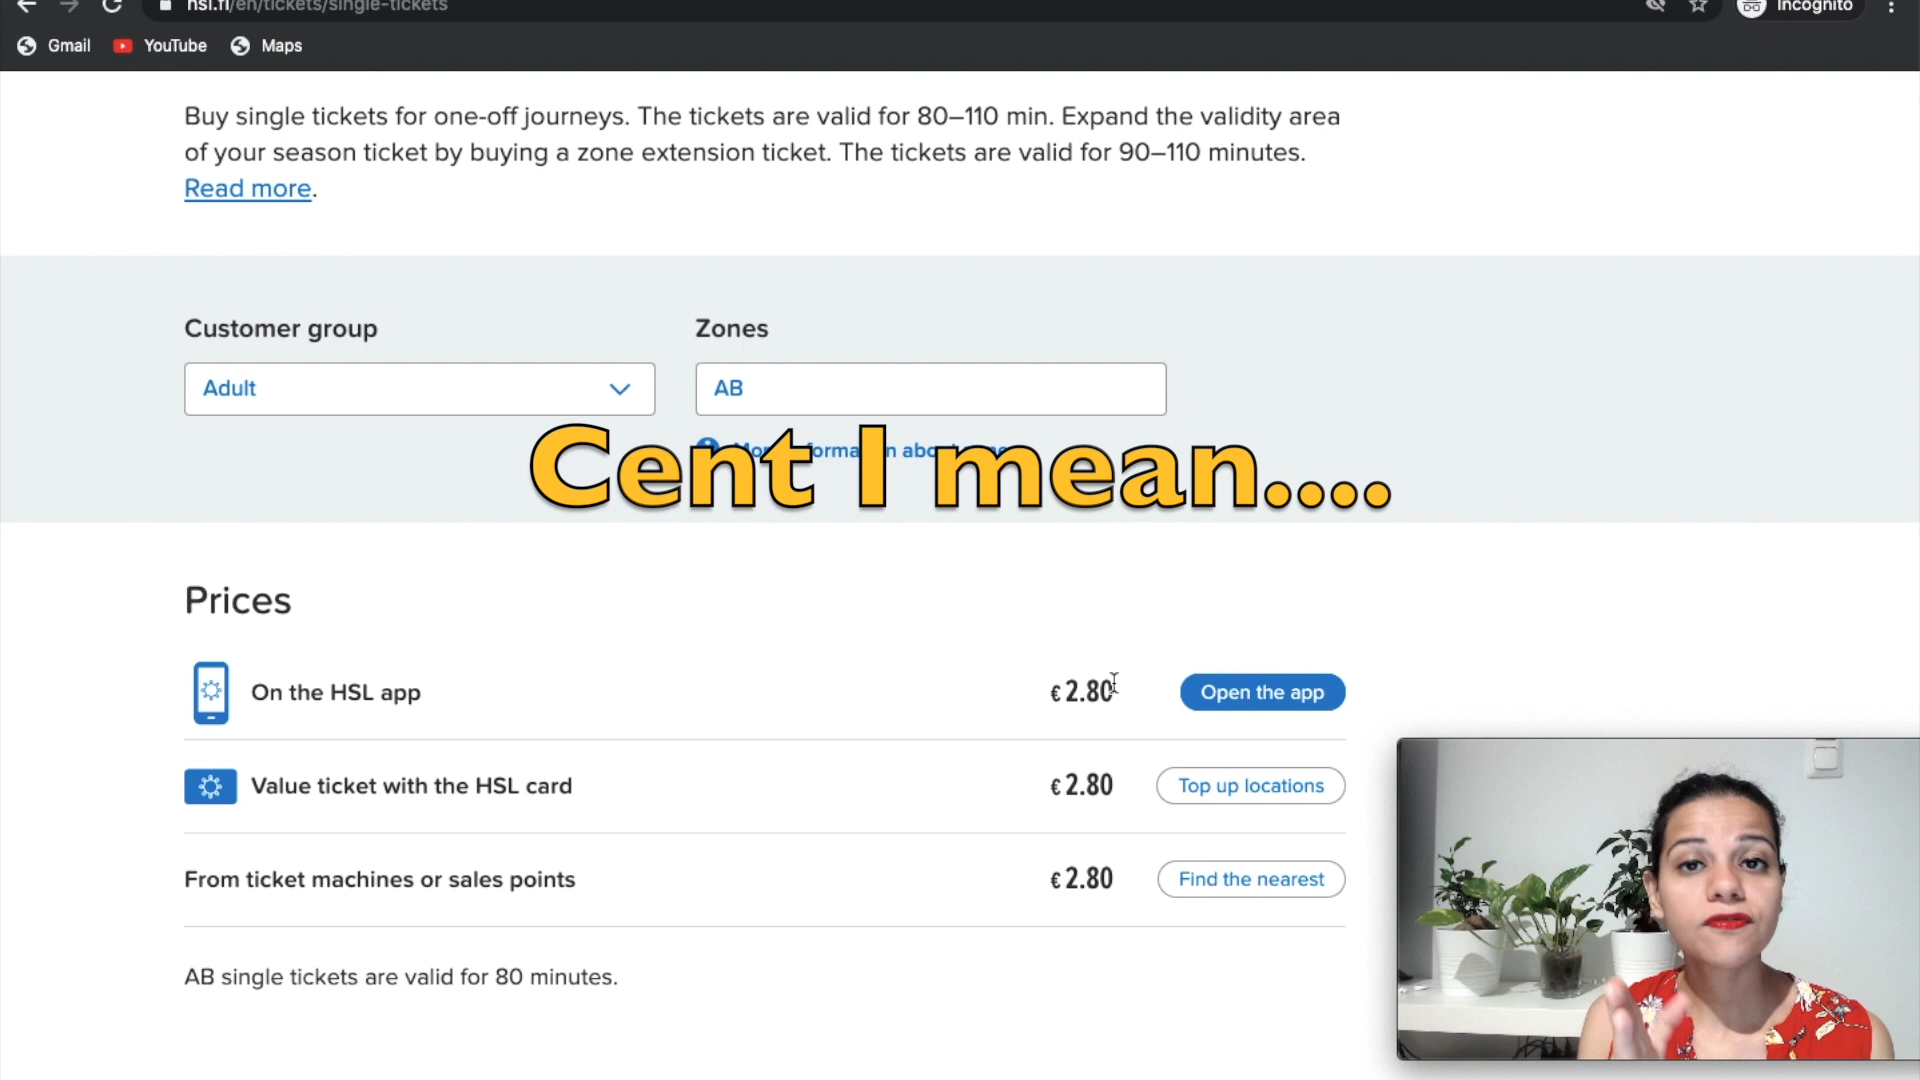 hsl.fi/en/tickets/single-tickets
Incognito
Gmail YouTube Maps
Buy single tickets for one-off journeys. The tickets are valid for 80–110 min. Expand the validity area
of your season ticket by buying a zone extension ticket. The tickets are valid for 90–110 minutes.
Read more.
Customer group
Zones
Adult
AB
Cent I mean....
Prices
On the HSL app € 2.80 Open the app
Value ticket with the HSL card € 2.80 Top up locations
From ticket machines or sales points € 2.80 Find the nearest
AB single tickets are valid for 80 minutes.